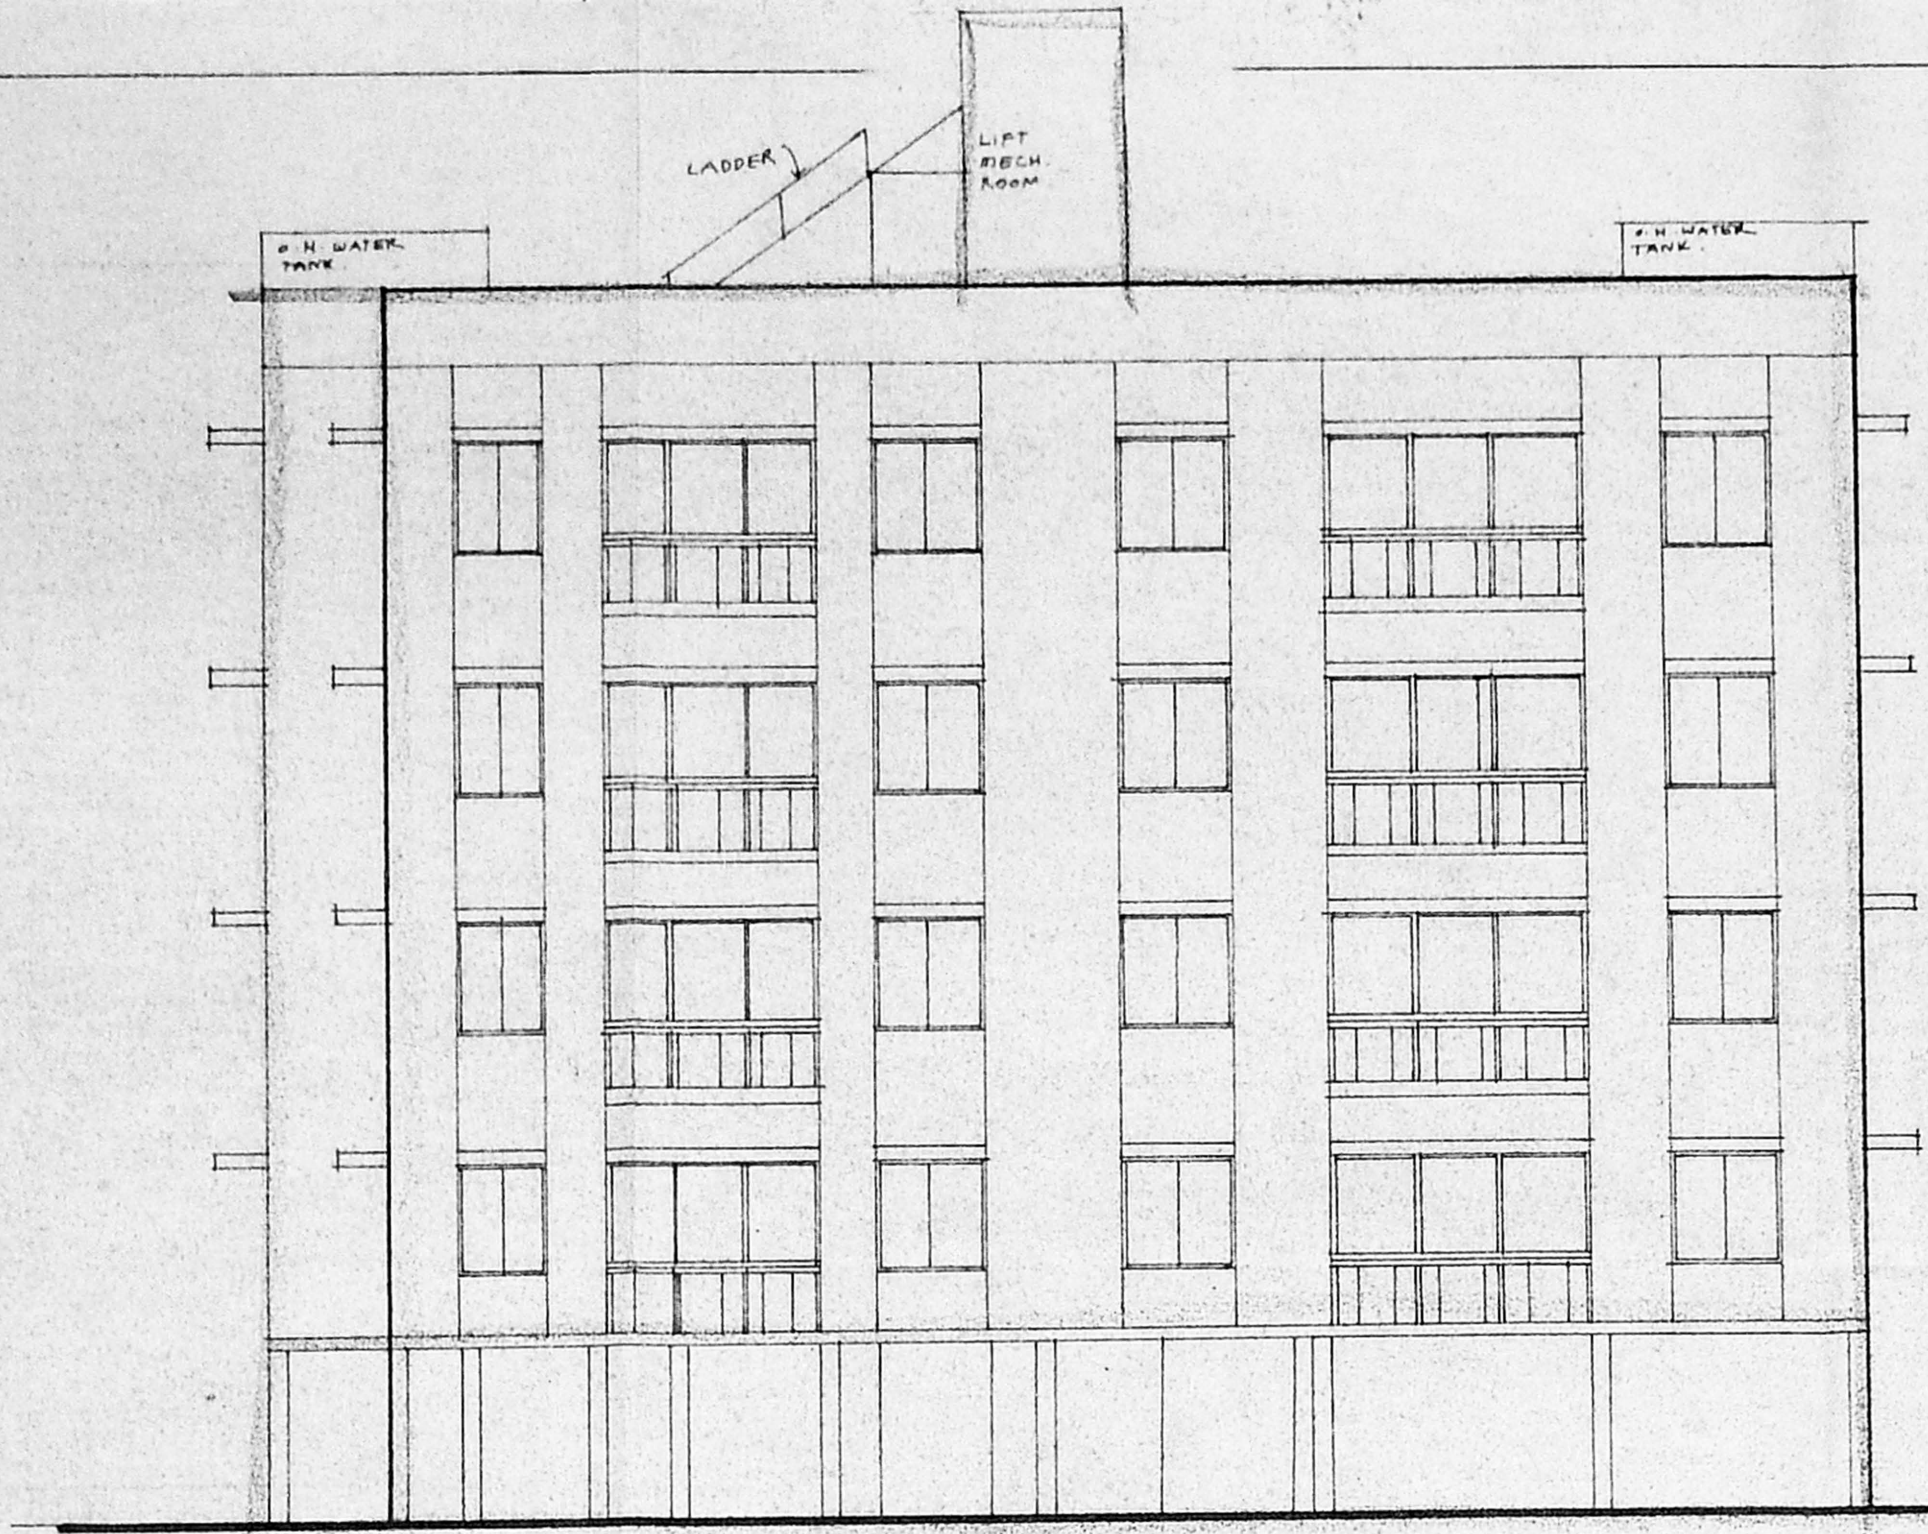 LADDER
LIFT
MECH.
ROOM
O.H. WATER
TANK.
O.H. WATER
TANK.